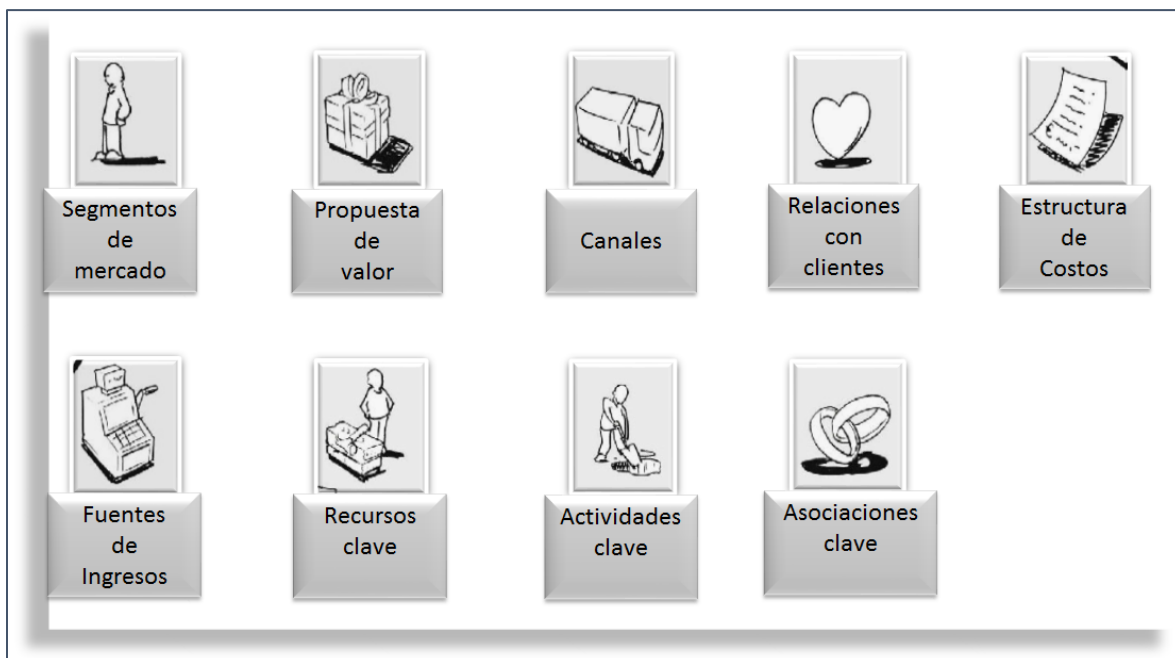 Segmentos
de
mercado
Propuesta
de
valor
Canales
Relaciones
con
clientes
Estructura
de
Costos
Fuentes
de
Ingresos
Recursos
clave
Actividades
clave
Asociaciones
clave